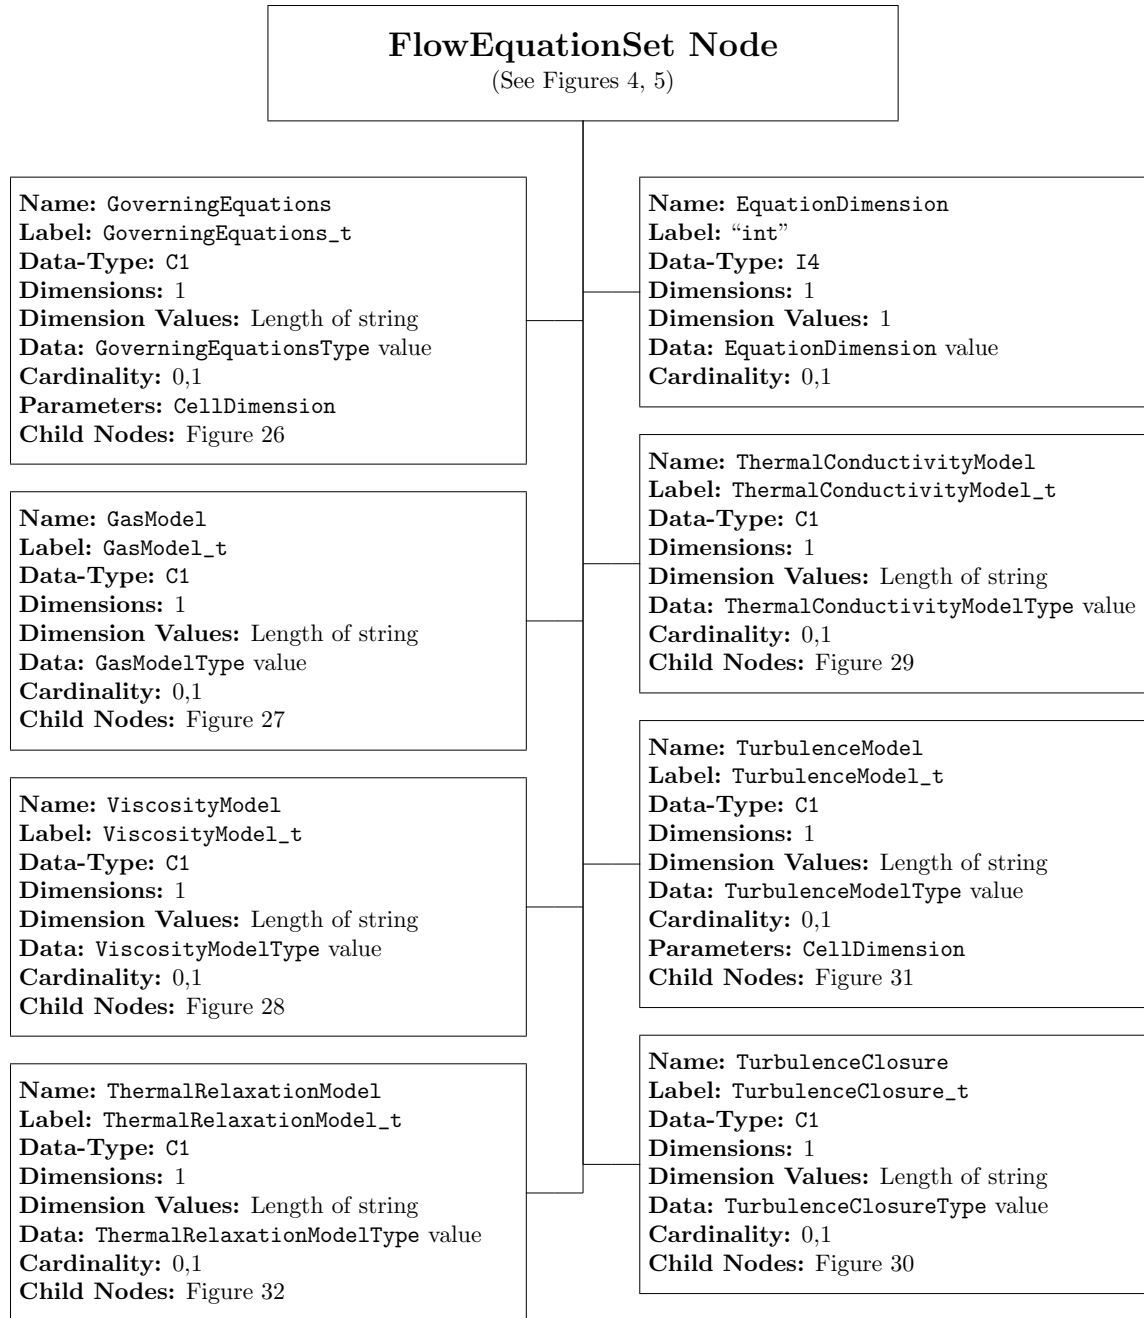 FlowEquationSet Node
(See Figures 4, 5)
Name: GoverningEquations
Label: GoverningEquations_t
Data-Type: C1
Dimensions: 1
Dimension Values: Length of string
Data: GoverningEquationsType value
Cardinality: 0,1
Parameters: CellDimension
Child Nodes: Figure 26
Name: GasModel
Label: GasModel_t
Data-Type: C1
Dimensions: 1
Dimension Values: Length of string
Data: GasModelType value
Cardinality: 0,1
Child Nodes: Figure 27
Name: ViscosityModel
Label: ViscosityModel_t
Data-Type: C1
Dimensions: 1
Dimension Values: Length of string
Data: ViscosityModelType value
Cardinality: 0,1
Child Nodes: Figure 28
Name: ThermalRelaxationModel
Label: ThermalRelaxationModel_t
Data-Type: C1
Dimensions: 1
Dimension Values: Length of string
Data: ThermalRelaxationModelType value
Cardinality: 0,1
Child Nodes: Figure 32
Name: EquationDimension
Label: “int”
Data-Type: I4
Dimensions: 1
Dimension Values: 1
Data: EquationDimension value
Cardinality: 0,1
Name: ThermalConductivityModel
Label: ThermalConductivityModel_t
Data-Type: C1
Dimensions: 1
Dimension Values: Length of string
Data: ThermalConductivityModelType value
Cardinality: 0,1
Child Nodes: Figure 29
Name: TurbulenceModel
Label: TurbulenceModel_t
Data-Type: C1
Dimensions: 1
Dimension Values: Length of string
Data: TurbulenceModelType value
Cardinality: 0,1
Parameters: CellDimension
Child Nodes: Figure 31
Name: TurbulenceClosure
Label: TurbulenceClosure_t
Data-Type: C1
Dimensions: 1
Dimension Values: Length of string
Data: TurbulenceClosureType value
Cardinality: 0,1
Child Nodes: Figure 30